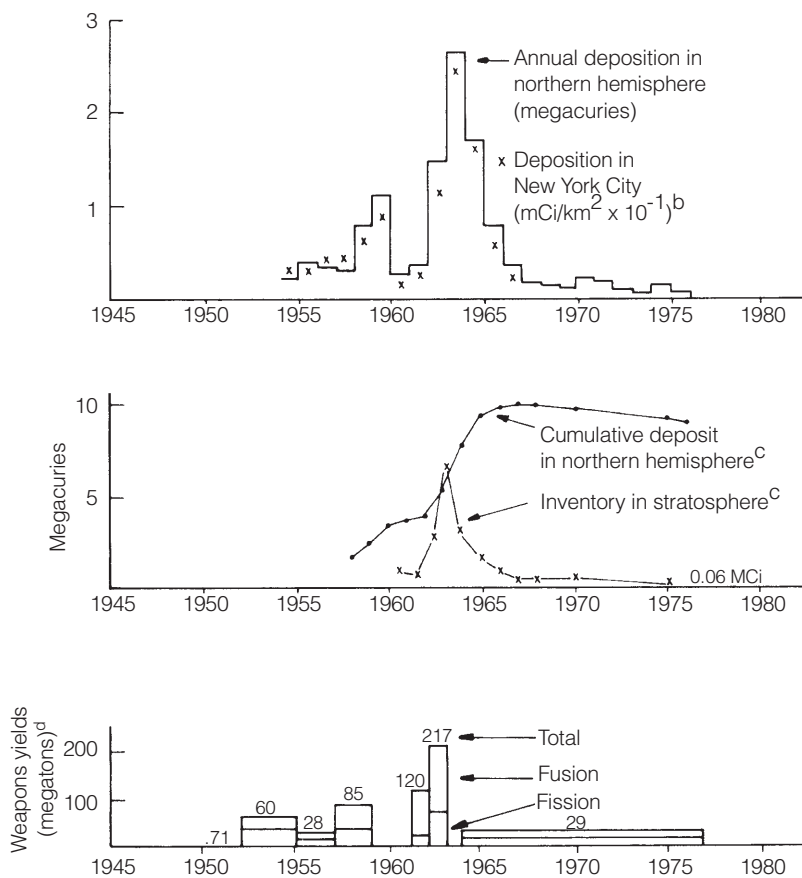 3
2
1
Annual deposition in
northern hemisphere
(megacuries)
x Deposition in
New York City
(mCi/km² x 10⁻¹)ᵇ
1945 1950 1955 1960 1965 1970 1975 1980
Megacuries
10
5
Cumulative deposit
in northern hemisphereᶜ
Inventory in stratosphereᶜ
0.06 MCi
1945 1950 1955 1960 1965 1970 1975 1980
Weapons yields
(megatons)ᵈ
200
100
.71
60
28
85
120
217
29
Total
Fusion
Fission
1945 1950 1955 1960 1965 1970 1975 1980